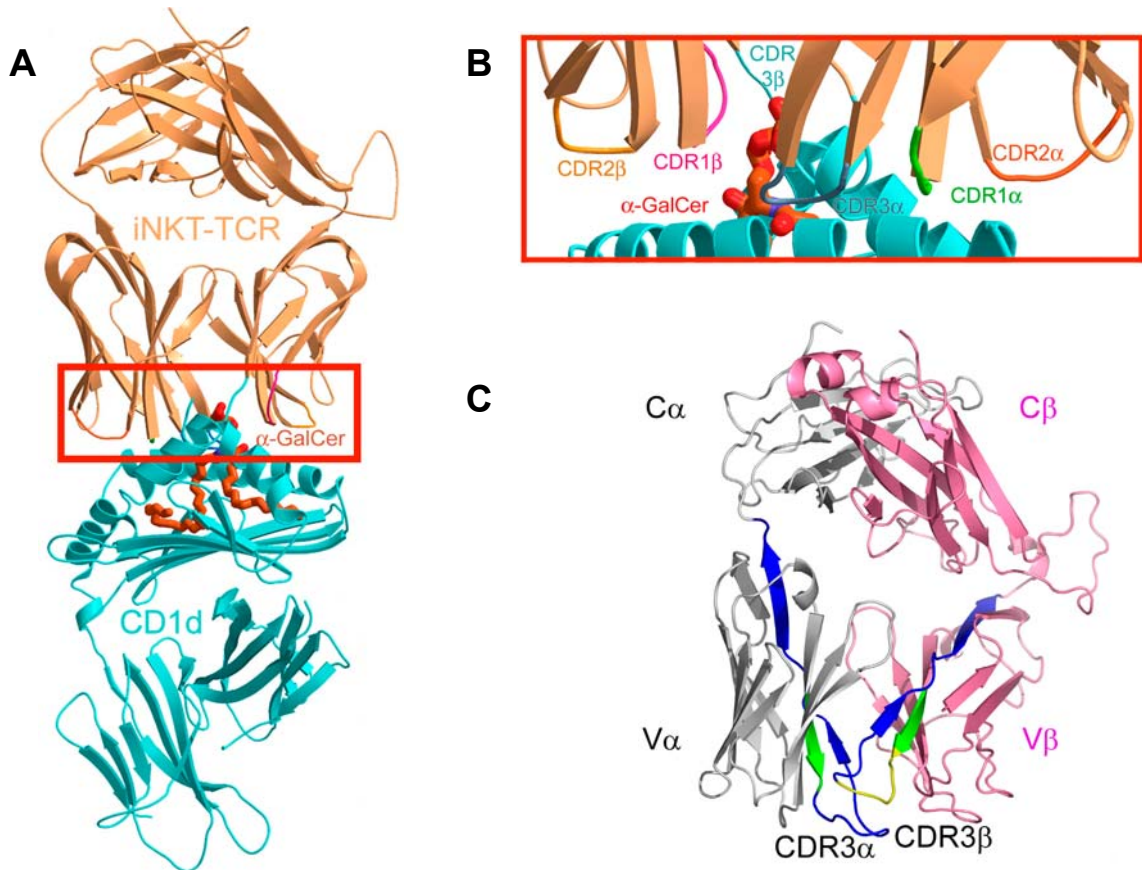 A
iNKT-TCR
α-GalCer
CD1d
B
CDR
3β
CDR2β
CDR1β
α-GalCer
CDR3α
CDR1α
CDR2α
C
Cα
Cβ
Vα
Vβ
CDR3α
CDR3β